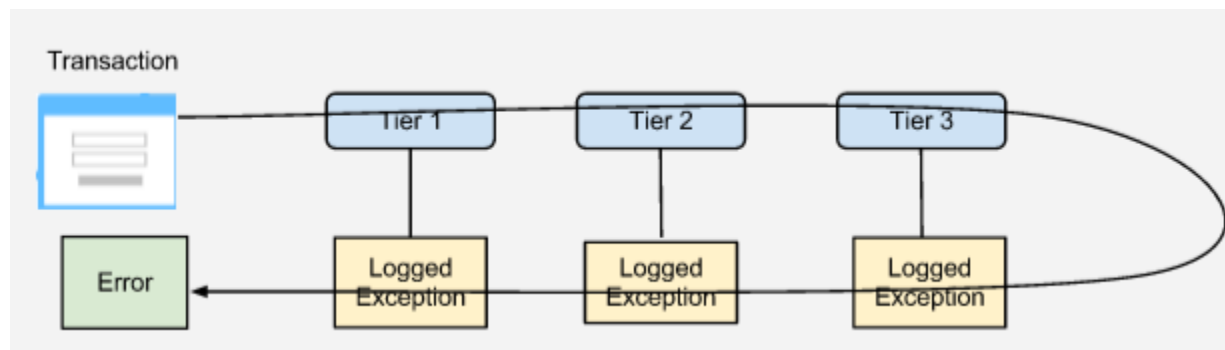 Transaction
Tier 1
Tier 2
Tier 3
Error
Logged
Exception
Logged
Exception
Logged
Exception